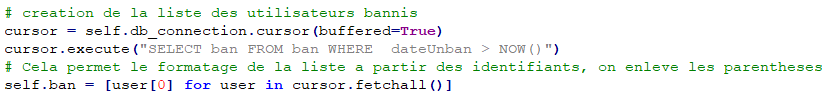 # creation de la liste des utilisateurs bannis
cursor = self.db_connection.cursor(buffered=True)
cursor.execute("SELECT ban FROM ban WHERE  dateUnban > NOW()")
# Cela permet le formatage de la liste a partir des identifiants, on enleve les parentheses
self.ban = [user[0] for user in cursor.fetchall()]